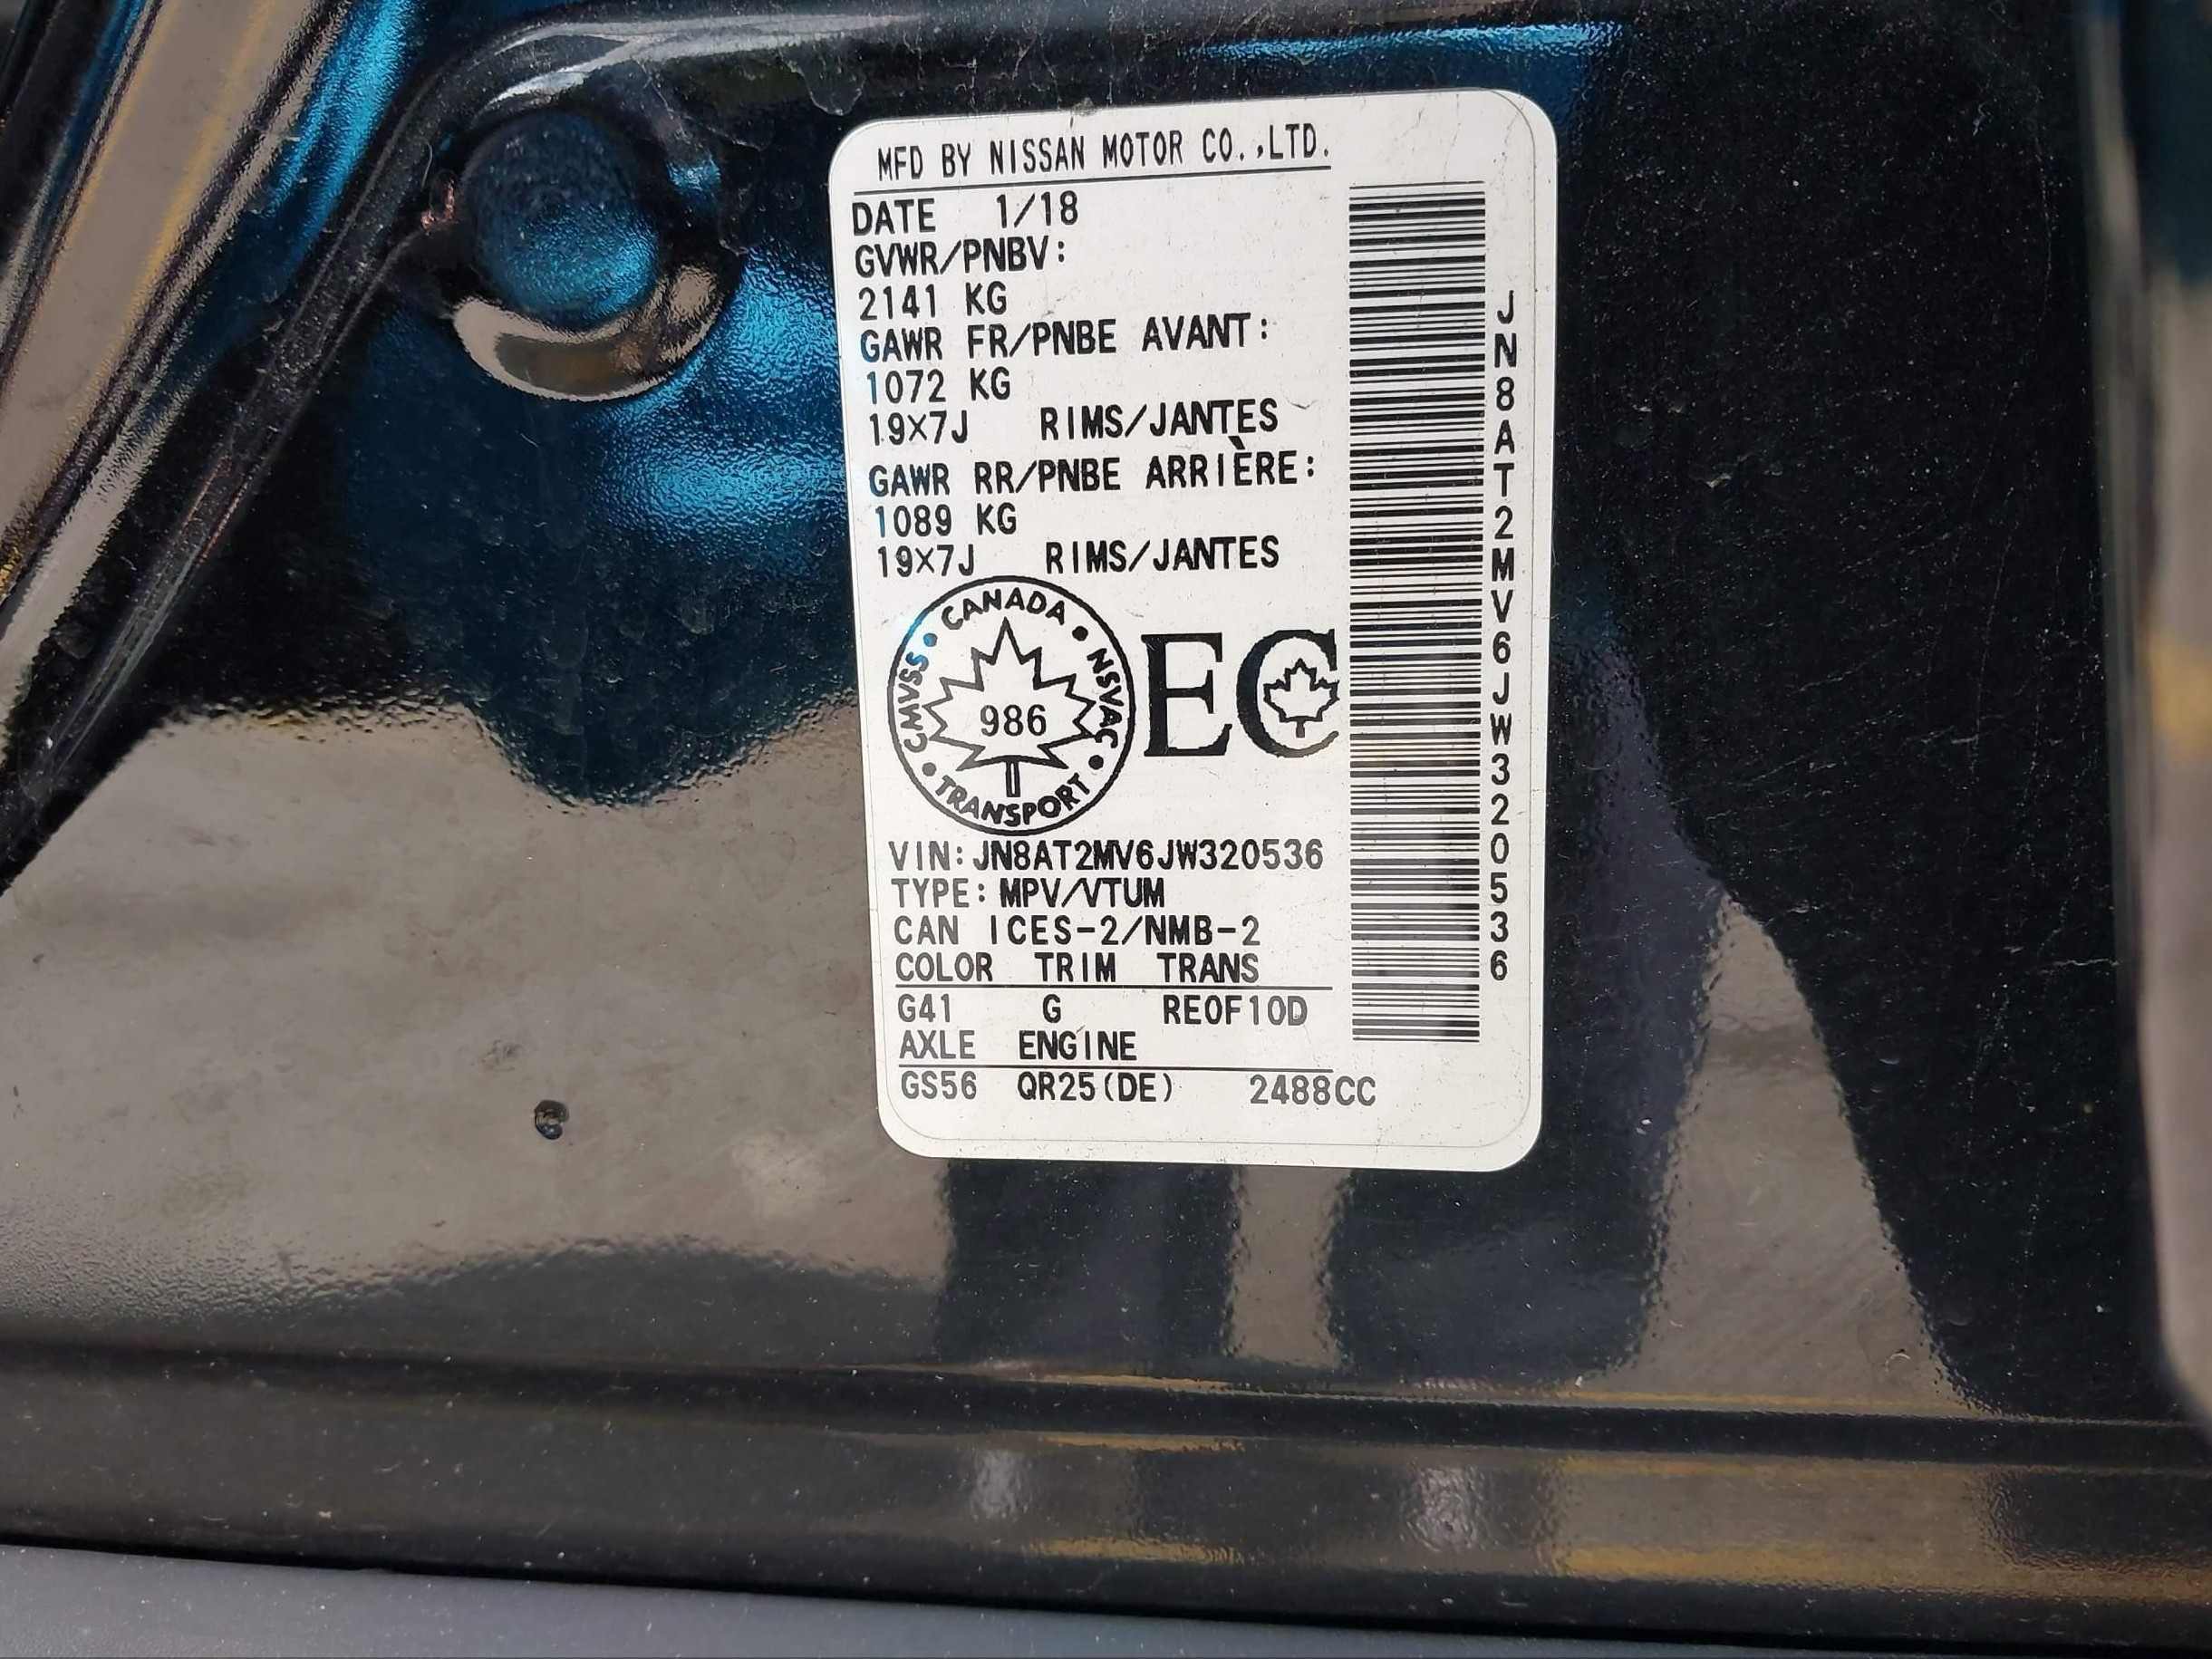 MFD BY NISSAN MOTOR CO.,LTD.
DATE 1/18
GVWR/PNBV:
2141 KG
GAWR FR/PNBE AVANT:
1072 KG
19×7J RIMS/JANTES
GAWR RR/PNBE ARRIÈRE:
1089 KG
19×7J RIMS/JANTES
CANADA • NSVAC • TRANSPORT • CMVSS •
986
EC
VIN:JN8AT2MV6JW320536
TYPE:MPV/VTUM
CAN ICES-2/NMB-2
COLOR TRIM TRANS
G41 G RE0F10D
AXLE ENGINE
GS56 QR25(DE) 2488CC
JN8AT2MV6JW320536